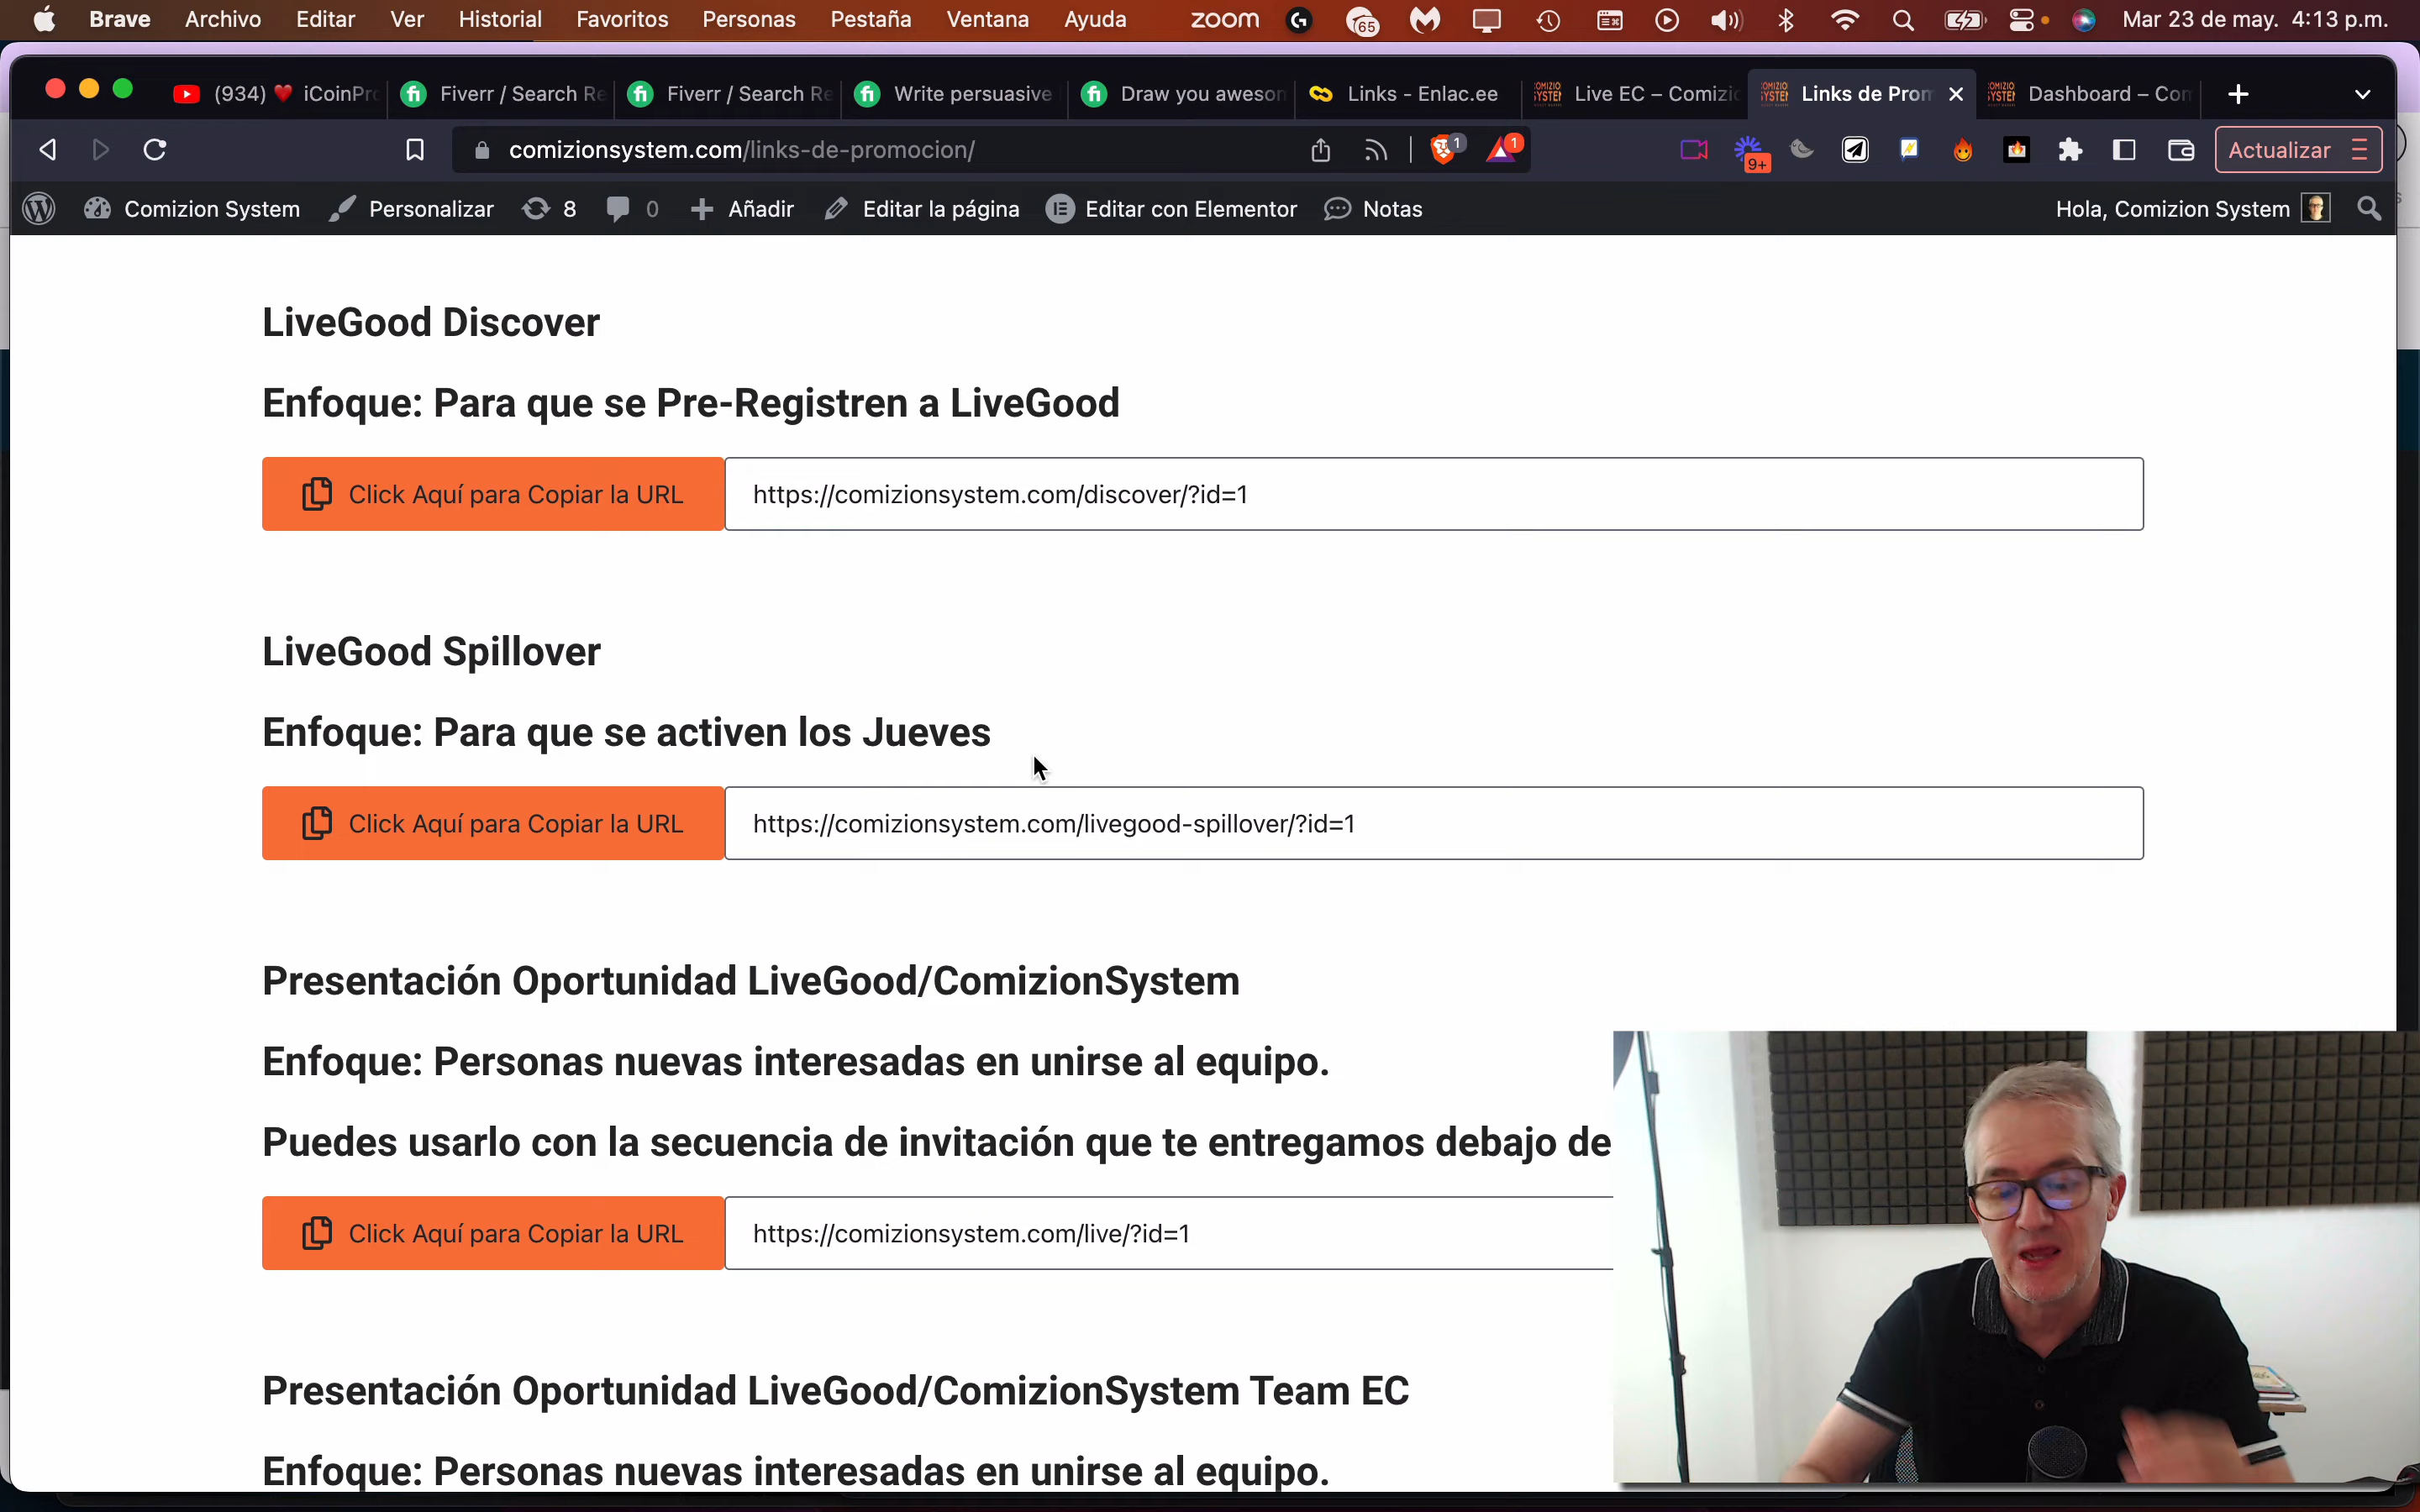 Brave Archivo Editar Ver Historial Favoritos Personas Pestaña Ventana Ayuda zoom 65 Mar 23 de may. 4:13 p.m.
(934) ❤️ iCoinPro Fiverr / Search Re Fiverr / Search Re Write persuasive Draw you aweson Links - Enlac.ee Live EC – Comizic Links de Prom Dashboard – Com
comizionsystem.com/links-de-promocion/ 1 1 9+ Actualizar
Comizion System Personalizar 8 0 Añadir Editar la página Editar con Elementor Notas Hola, Comizion System
LiveGood Discover
Enfoque: Para que se Pre-Registren a LiveGood
Click Aquí para Copiar la URL https://comizionsystem.com/discover/?id=1
LiveGood Spillover
Enfoque: Para que se activen los Jueves
Click Aquí para Copiar la URL https://comizionsystem.com/livegood-spillover/?id=1
Presentación Oportunidad LiveGood/ComizionSystem
Enfoque: Personas nuevas interesadas en unirse al equipo.
Puedes usarlo con la secuencia de invitación que te entregamos debajo de
Click Aquí para Copiar la URL https://comizionsystem.com/live/?id=1
Presentación Oportunidad LiveGood/ComizionSystem Team EC
Enfoque: Personas nuevas interesadas en unirse al equipo.